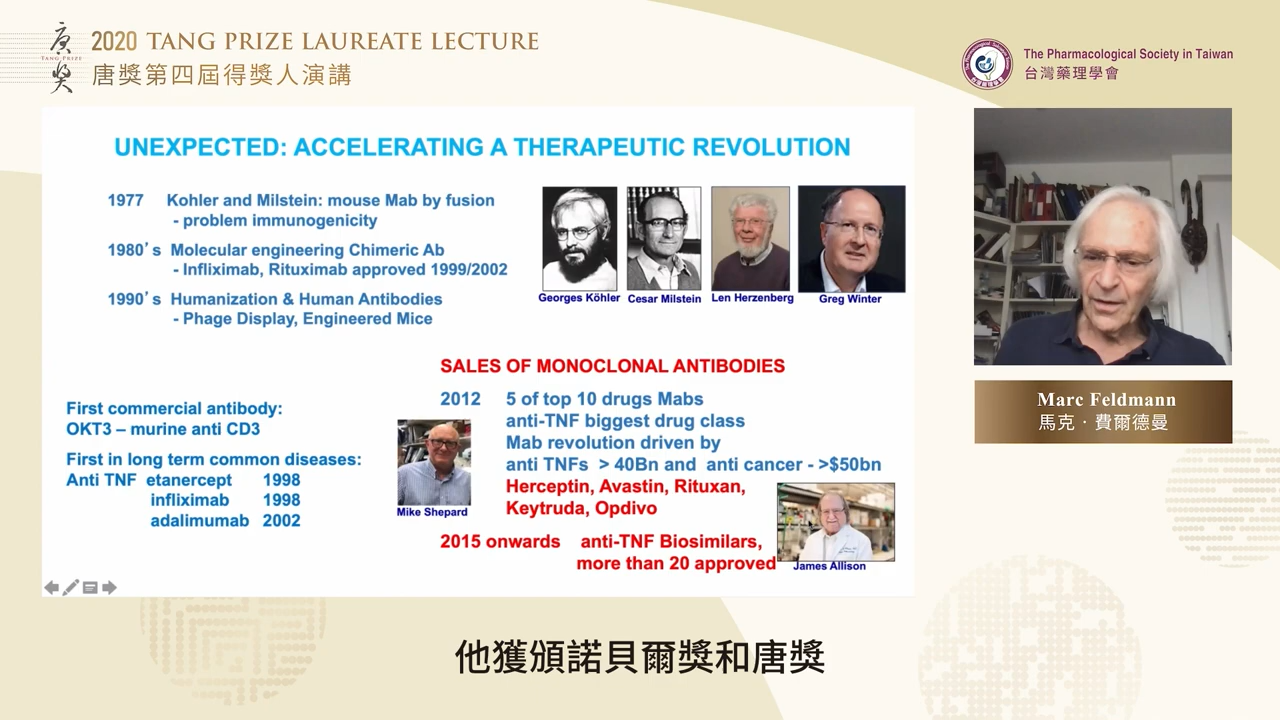 唐獎
TANG PRIZE
2020 TANG PRIZE LAUREATE LECTURE
唐獎第四屆得獎人演講
The Pharmacological Society in Taiwan
台灣藥理學會
UNEXPECTED: ACCELERATING A THERAPEUTIC REVOLUTION
1977 Kohler and Milstein: mouse Mab by fusion
- problem immunogenicity
1980's Molecular engineering Chimeric Ab
- Infliximab, Rituximab approved 1999/2002
1990's Humanization & Human Antibodies
- Phage Display, Engineered Mice
Georges Köhler
Cesar Milstein
Len Herzenberg
Greg Winter
First commercial antibody:
OKT3 – murine anti CD3
First in long term common diseases:
Anti TNF etanercept 1998
infliximab 1998
adalimumab 2002
Mike Shepard
SALES OF MONOCLONAL ANTIBODIES
2012 5 of top 10 drugs Mabs
anti-TNF biggest drug class
Mab revolution driven by
anti TNFs > 40Bn and anti cancer - >$50bn
Herceptin, Avastin, Rituxan,
Keytruda, Opdivo
2015 onwards anti-TNF Biosimilars,
more than 20 approved
James Allison
Marc Feldmann
馬克．費爾德曼
他獲頒諾貝爾獎和唐獎